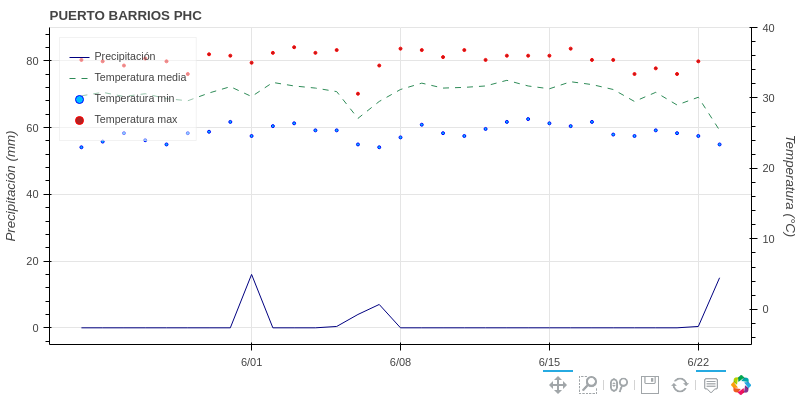 PUERTO BARRIOS PHC
Precipitación
Temperatura media
Temperatura min
Temperatura max
Precipitación (mm)
80
60
40
20
0
40
30
20
10
0
Temperatura (°C)
6/01
6/08
6/15
6/22